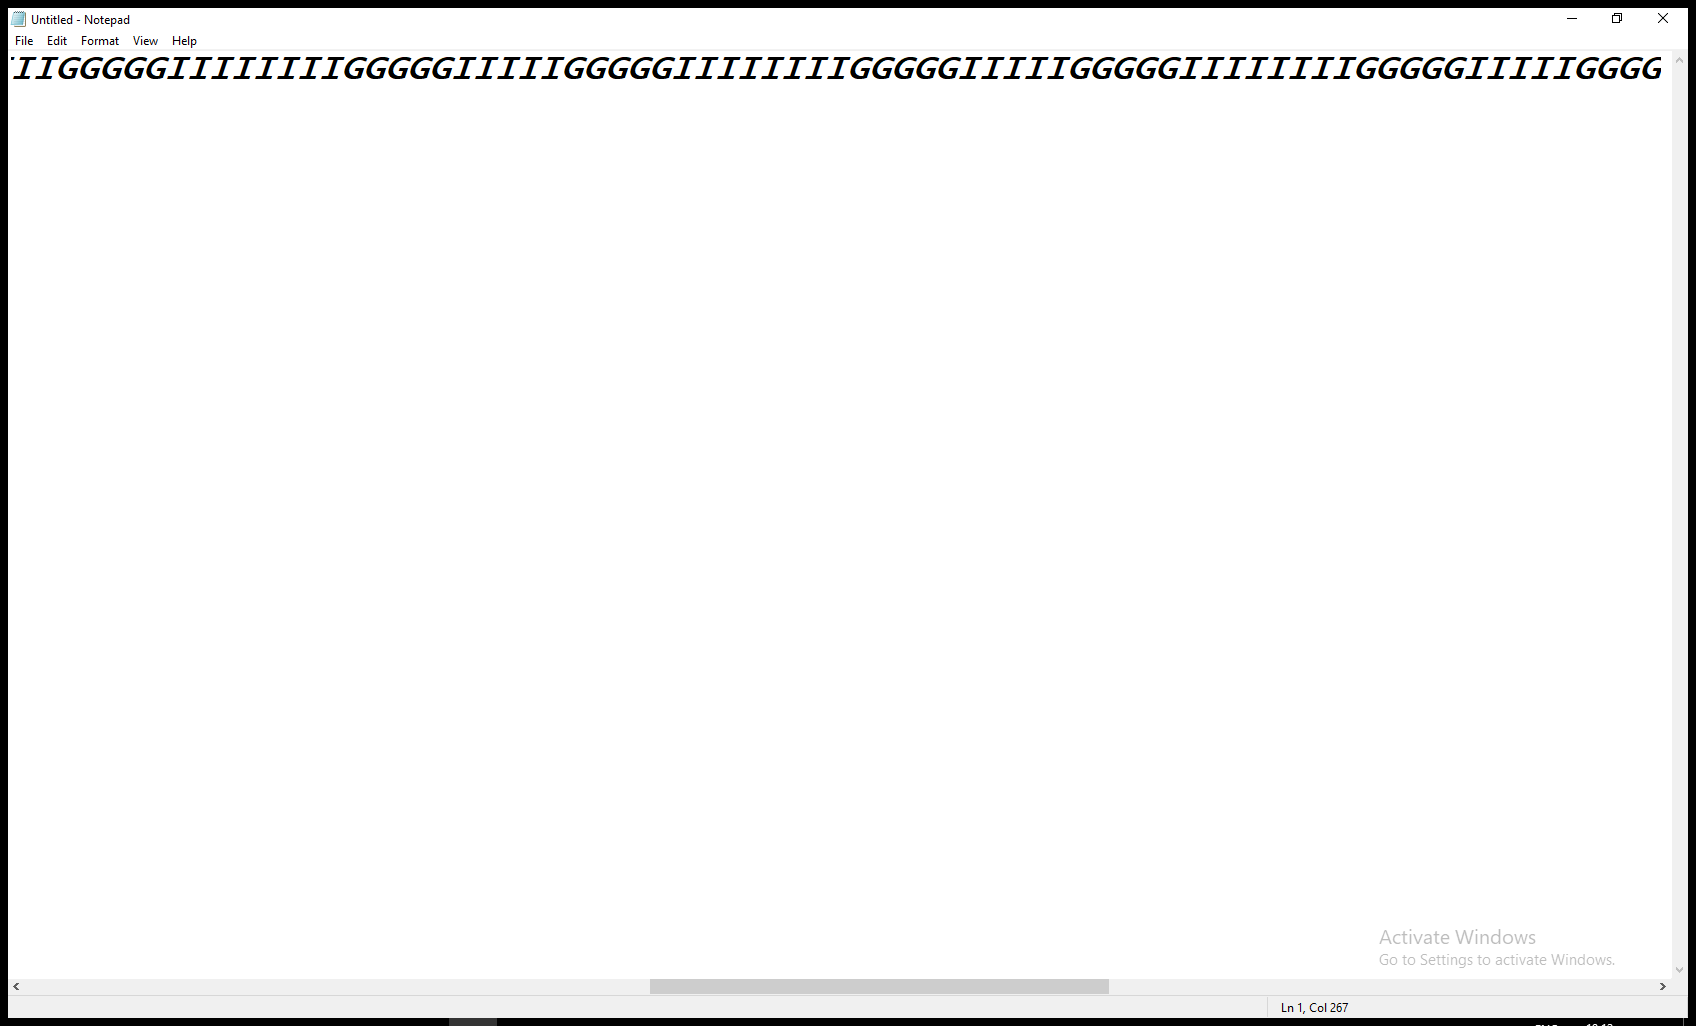 Untitled - Notepad
File Edit Format View Help
IIGGGGGIIIIIIIIGGGGGIIIIIGGGGGIIIIIIIIGGGGGIIIIIGGGGGIIIIIIIIGGGGGIIIIIGGGG
Activate Windows
Go to Settings to activate Windows.
Ln 1, Col 267